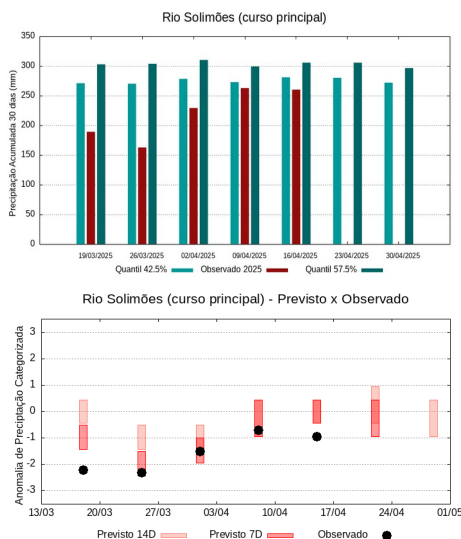 Rio Solimões (curso principal)
Precipitação Acumulada 30 dias (mm)
350
300
250
200
150
100
50
0
19/03/2025 26/03/2025 02/04/2025 09/04/2025 16/04/2025 23/04/2025 30/04/2025
Quantil 42.5% Observado 2025 Quantil 57.5%
Rio Solimões (curso principal) - Previsto x Observado
Anomalia de Precipitação Categorizada
3
2
1
0
-1
-2
-3
13/03 20/03 27/03 03/04 10/04 17/04 24/04 01/05
Previsto 14D Previsto 7D Observado